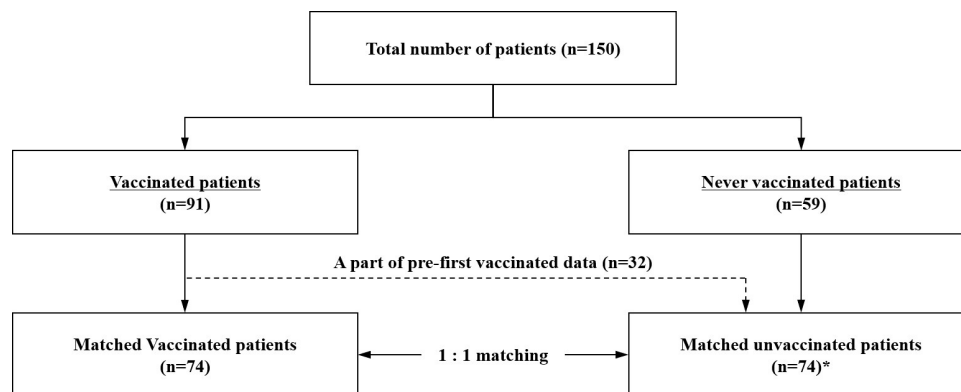 Total number of patients (n=150)
Vaccinated patients
(n=91)
Never vaccinated patients
(n=59)
A part of pre-first vaccinated data (n=32)
Matched Vaccinated patients
(n=74)
1 : 1 matching
Matched unvaccinated patients
(n=74)*